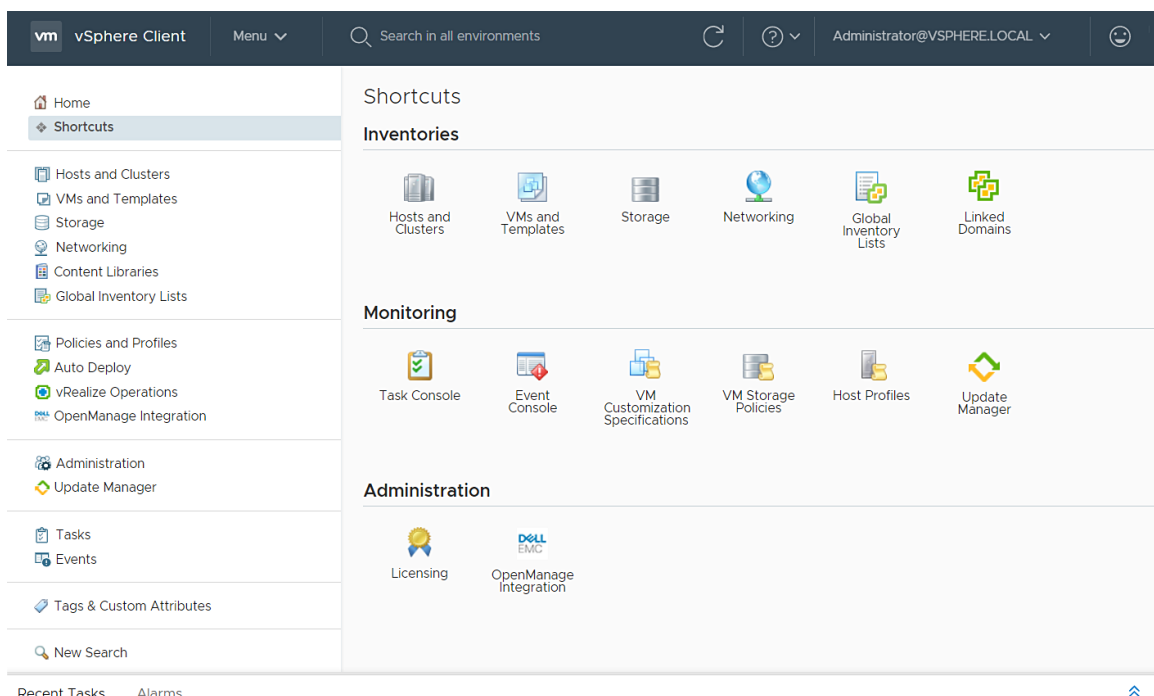 vm vSphere Client Menu Search in all environments Administrator@VSPHERE.LOCAL
Home
Shortcuts
Hosts and Clusters
VMs and Templates
Storage
Networking
Content Libraries
Global Inventory Lists
Policies and Profiles
Auto Deploy
vRealize Operations
DELL EMC OpenManage Integration
Administration
Update Manager
Tasks
Events
Tags & Custom Attributes
New Search
Shortcuts
Inventories
Hosts and
Clusters
VMs and
Templates
Storage
Networking
Global
Inventory
Lists
Linked
Domains
Monitoring
Task Console
Event
Console
VM
Customization
Specifications
VM Storage
Policies
Host Profiles
Update
Manager
Administration
Licensing
DELL
EMC
OpenManage
Integration
Recent Tasks Alarms